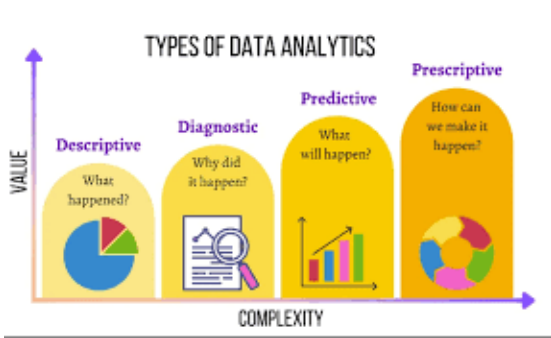 TYPES OF DATA ANALYTICS
Prescriptive
How can
we make it
happen?
Predictive
What
will happen?
Diagnostic
Why did
it happen?
Descriptive
What
happened?
VALUE
COMPLEXITY